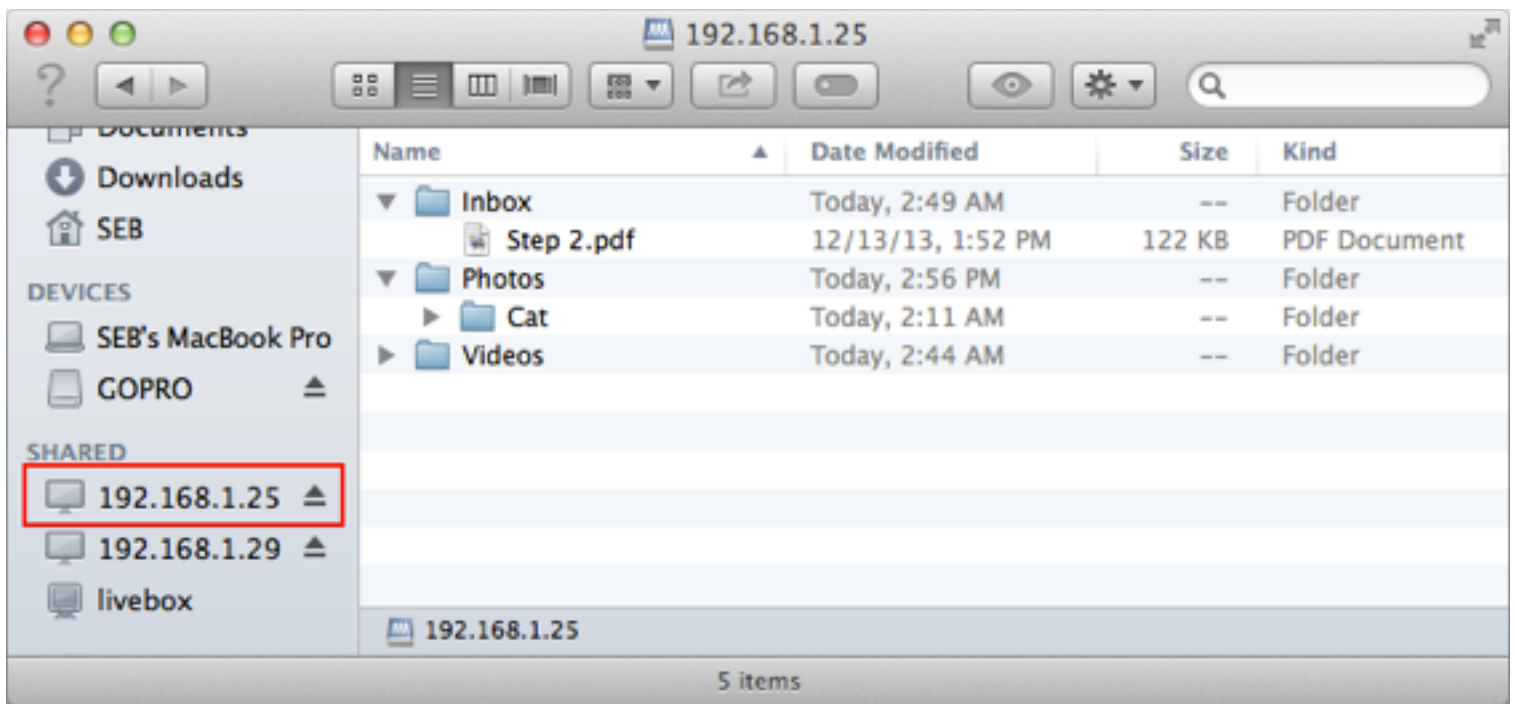 192.168.1.25
?
Documents
Downloads
SEB
DEVICES
SEB's MacBook Pro
GOPRO
SHARED
192.168.1.25
192.168.1.29
livebox
Name Date Modified Size Kind
Inbox Today, 2:49 AM -- Folder
Step 2.pdf 12/13/13, 1:52 PM 122 KB PDF Document
Photos Today, 2:56 PM -- Folder
Cat Today, 2:11 AM -- Folder
Videos Today, 2:44 AM -- Folder
192.168.1.25
5 items